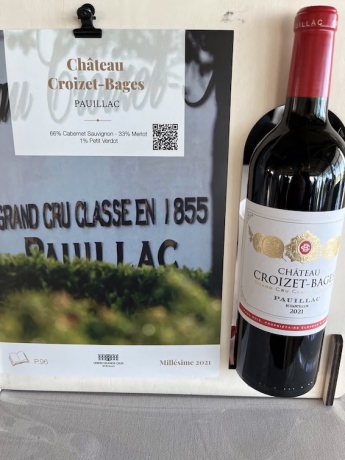 Château
Croizet-Bages
PAUILLAC
66% Cabernet Sauvignon - 33% Merlot
1% Petit Verdot
GRAND CRU CLASSE EN 1855
PAUILLAC
P.96
Millésime 2021
PAUILLAC
CHÂTEAU
CROIZET-BAGES
GRAND CRU
PAUILLAC
2021